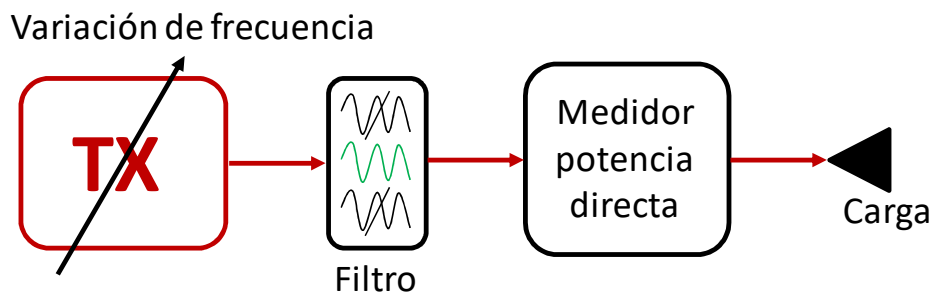 Variación de frecuencia
TX
Filtro
Medidor
potencia
directa
Carga